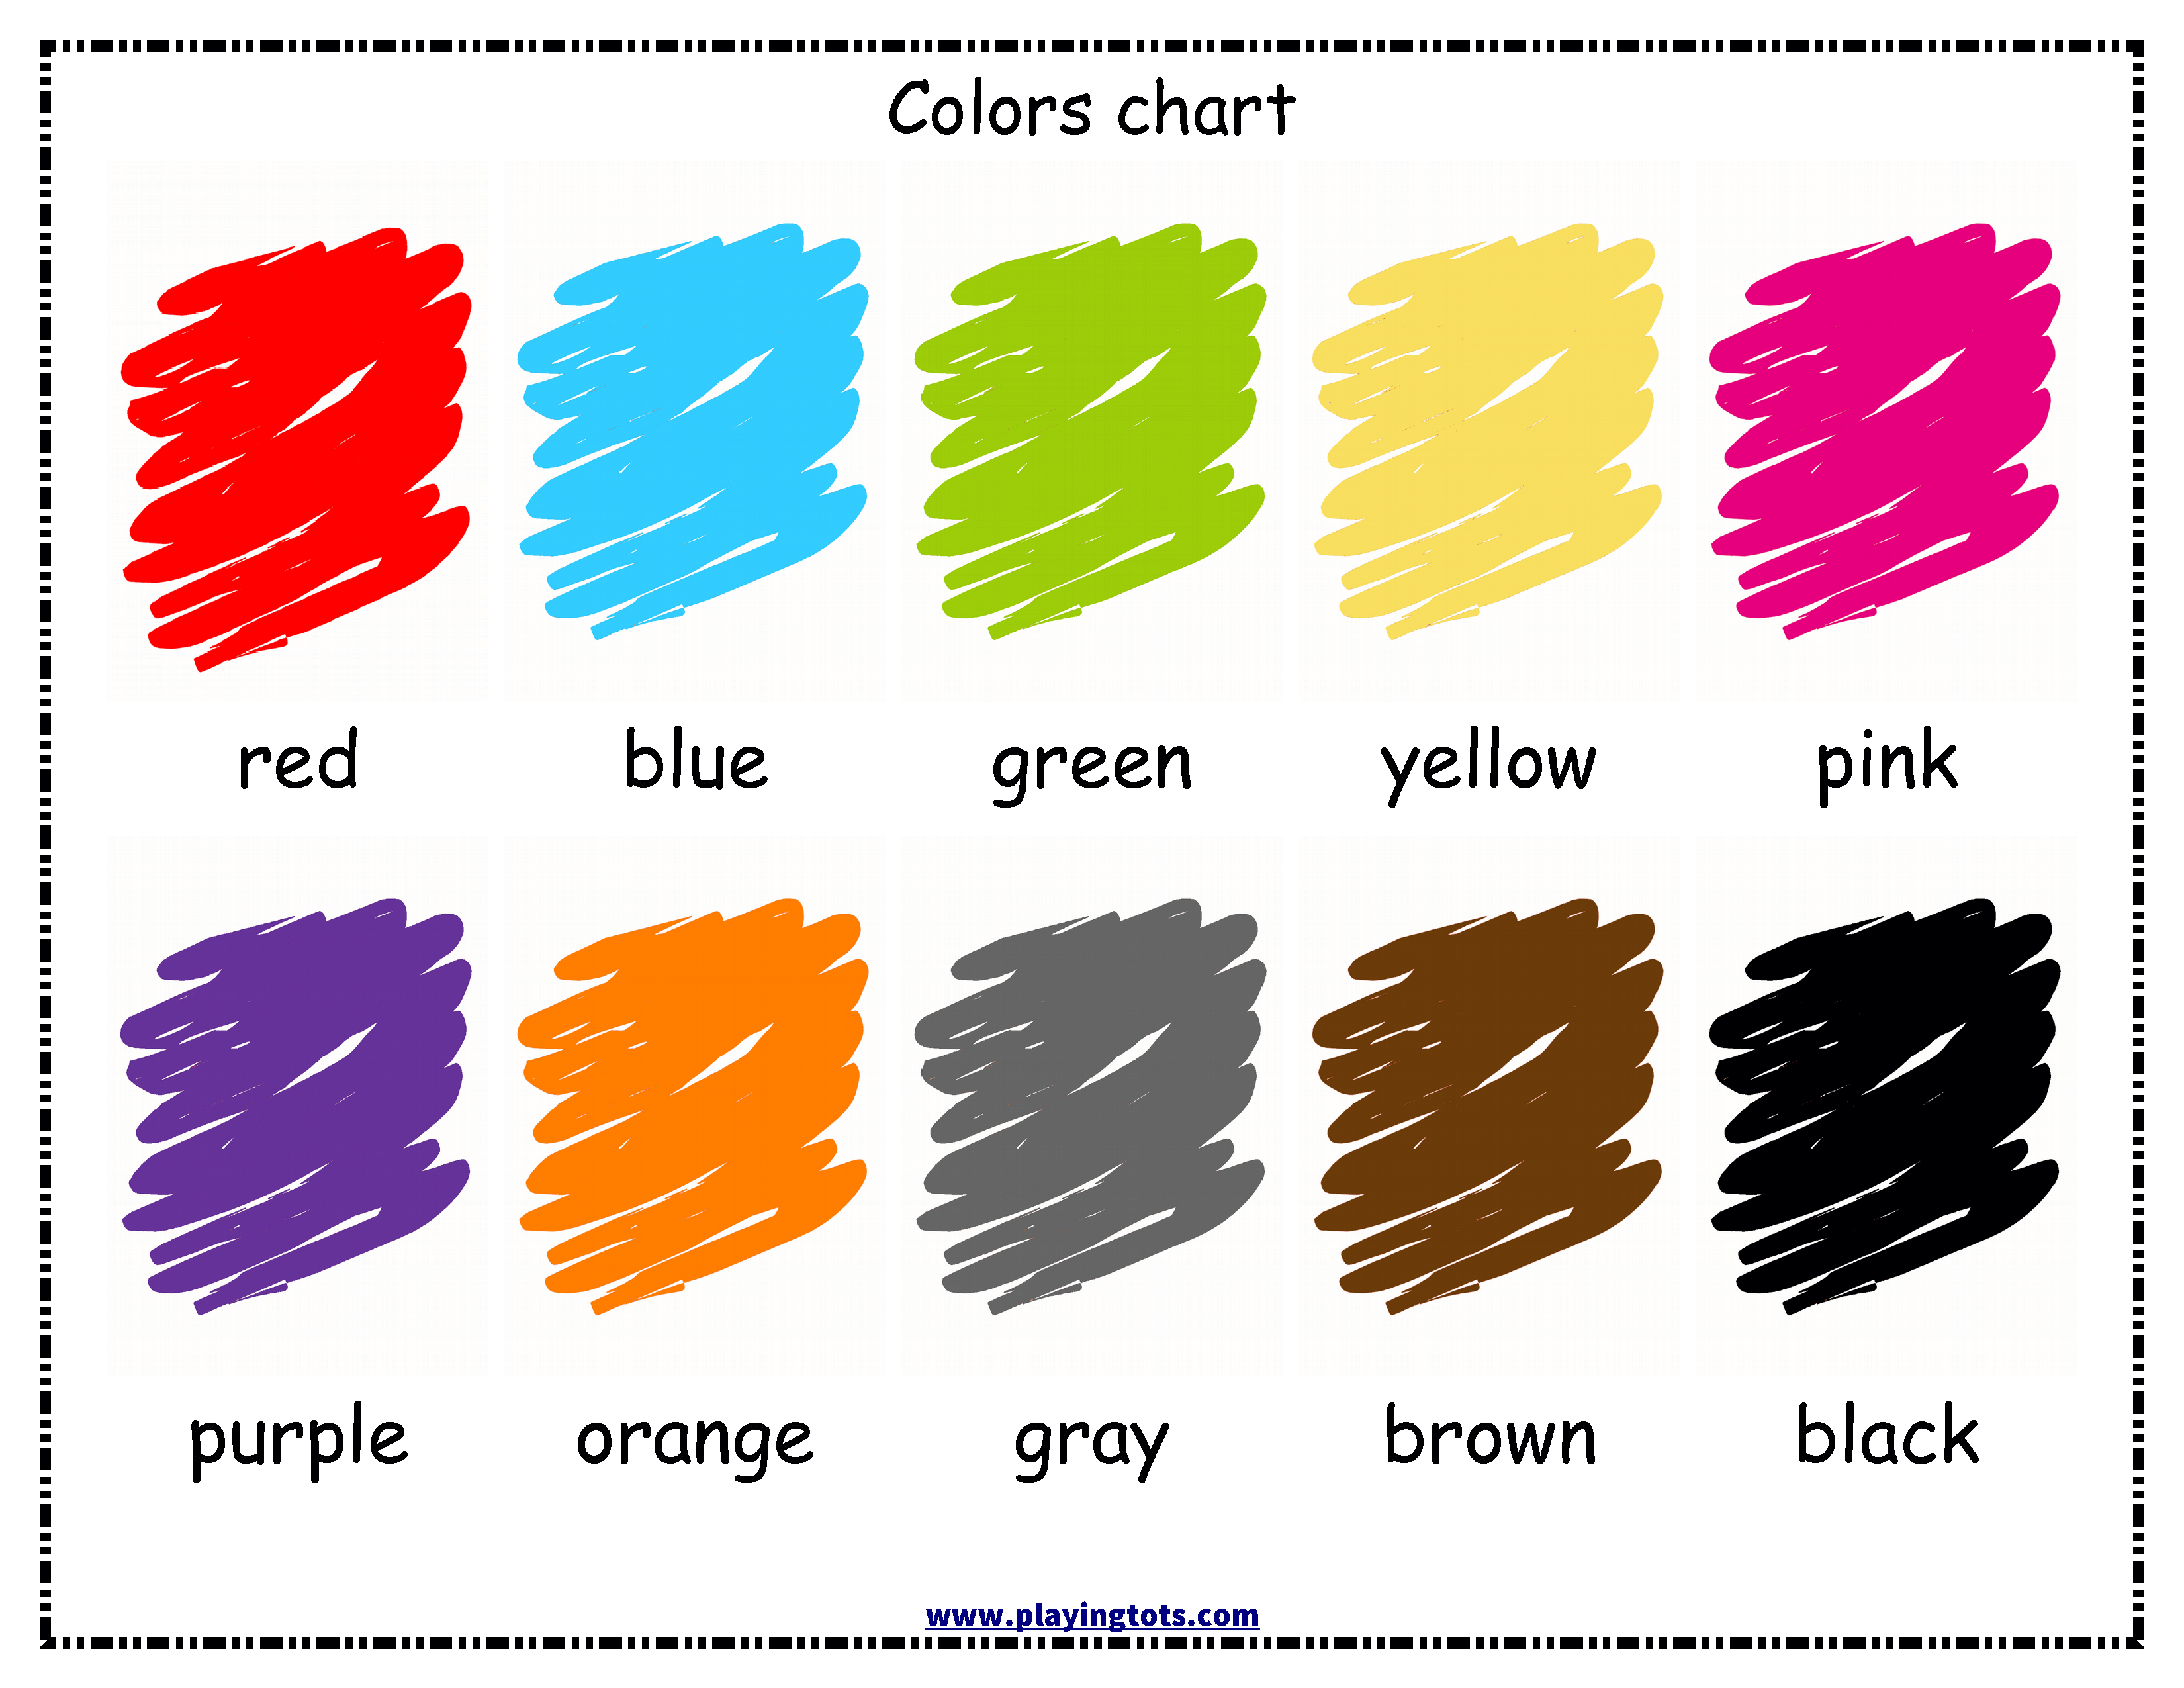 Colors chart
red blue green yellow pink
purple orange gray brown black
www.playingtots.com